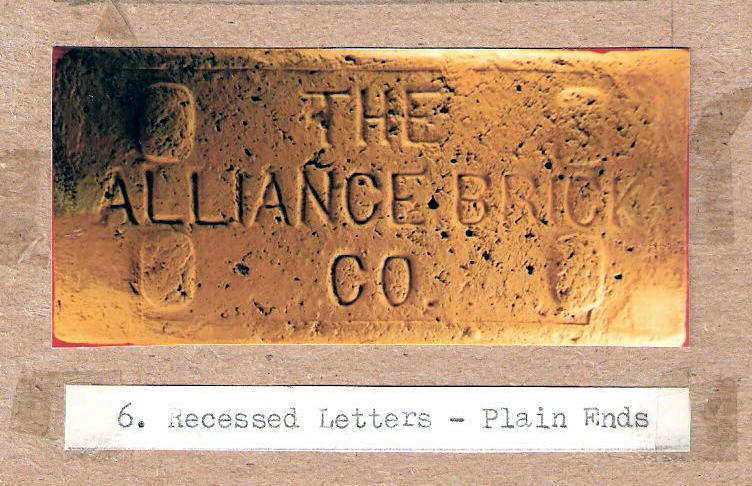 THE
ALLIANCE BRICK
CO.
6. Recessed Letters - Plain Ends